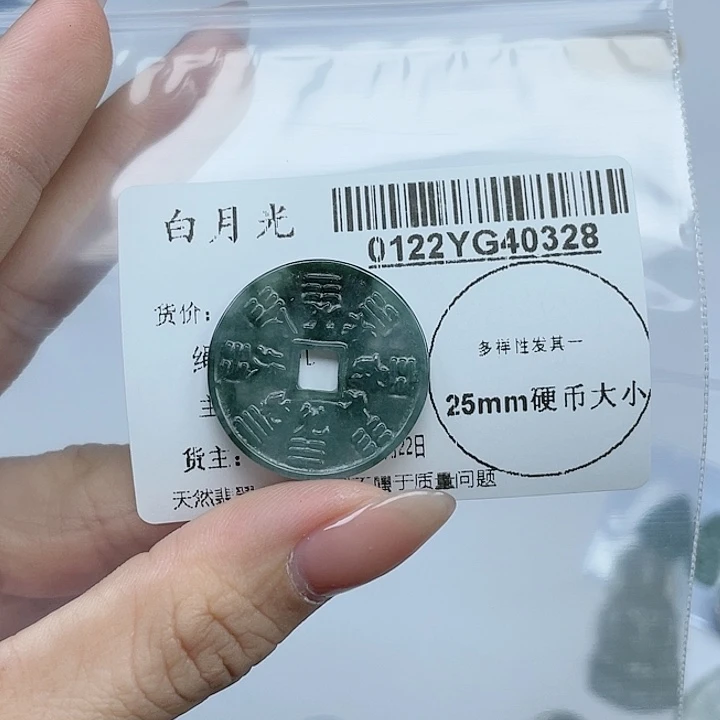 白月光
0122YG40328
货价:
多样性发其一
25mm硬币大小
货主:
22日
天然翡
属于质量问题